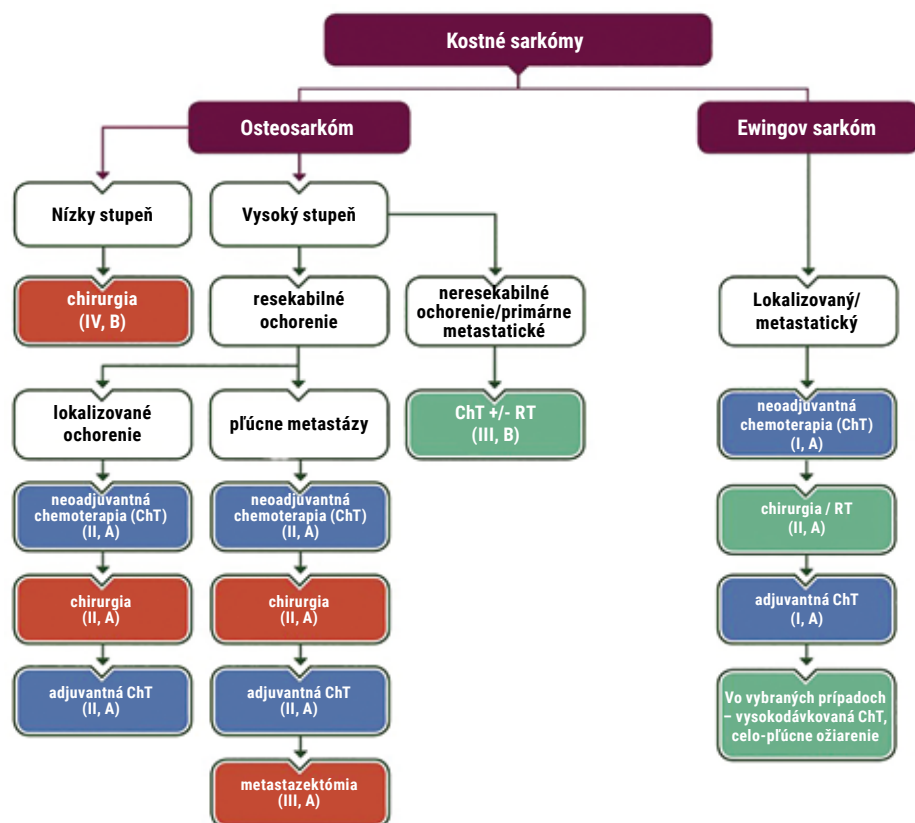 Kostné sarkómy
Osteosarkóm
Ewingov sarkóm
Nízky stupeň
Vysoký stupeň
chirurgia
(IV, B)
resekabilné
ochorenie
neresekabilné
ochorenie/primárne
metastatické
Lokalizovaný/
metastatický
lokalizované
ochorenie
pľúcne metastázy
ChT +/- RT
(III, B)
neoadjuvantná
chemoterapia (ChT)
(I, A)
neoadjuvantná
chemoterapia (ChT)
(II, A)
neoadjuvantná
chemoterapia (ChT)
(II, A)
chirurgia / RT
(II, A)
chirurgia
(II, A)
chirurgia
(II, A)
adjuvantná ChT
(I, A)
adjuvantná ChT
(II, A)
adjuvantná ChT
(II, A)
Vo vybraných prípadoch
– vysokodávkovaná ChT,
celo-pľúcne ožiarenie
metastazektómia
(III, A)